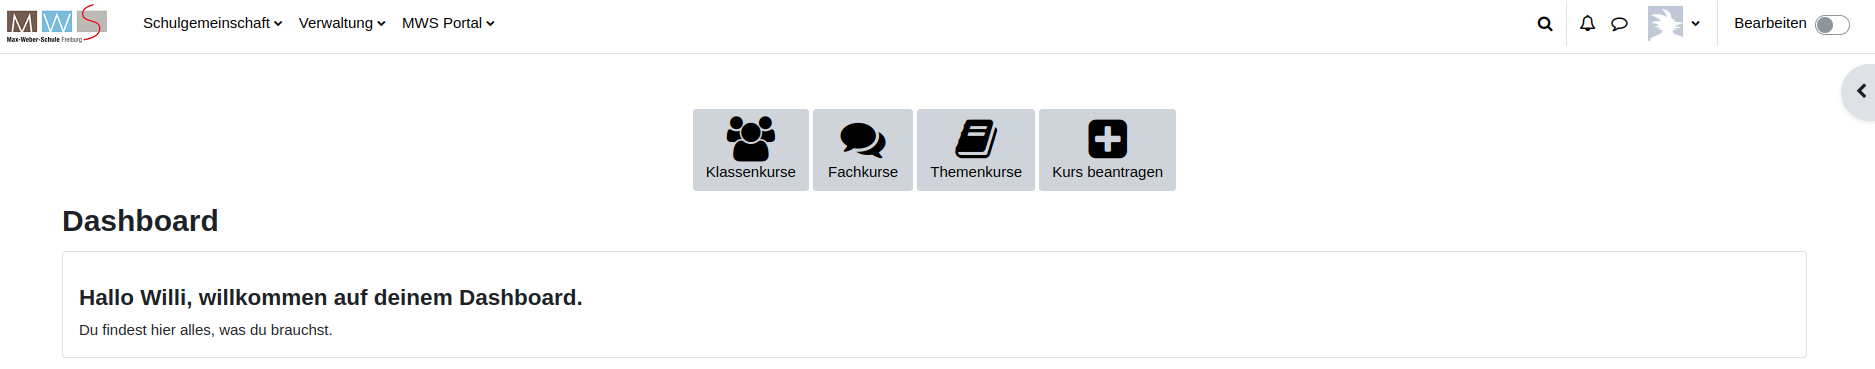 MWS
Max-Weber-Schule Freiburg
Schulgemeinschaft Verwaltung MWS Portal Bearbeiten
Klassenkurse Fachkurse Themenkurse Kurs beantragen
Dashboard
Hallo Willi, willkommen auf deinem Dashboard.
Du findest hier alles, was du brauchst.